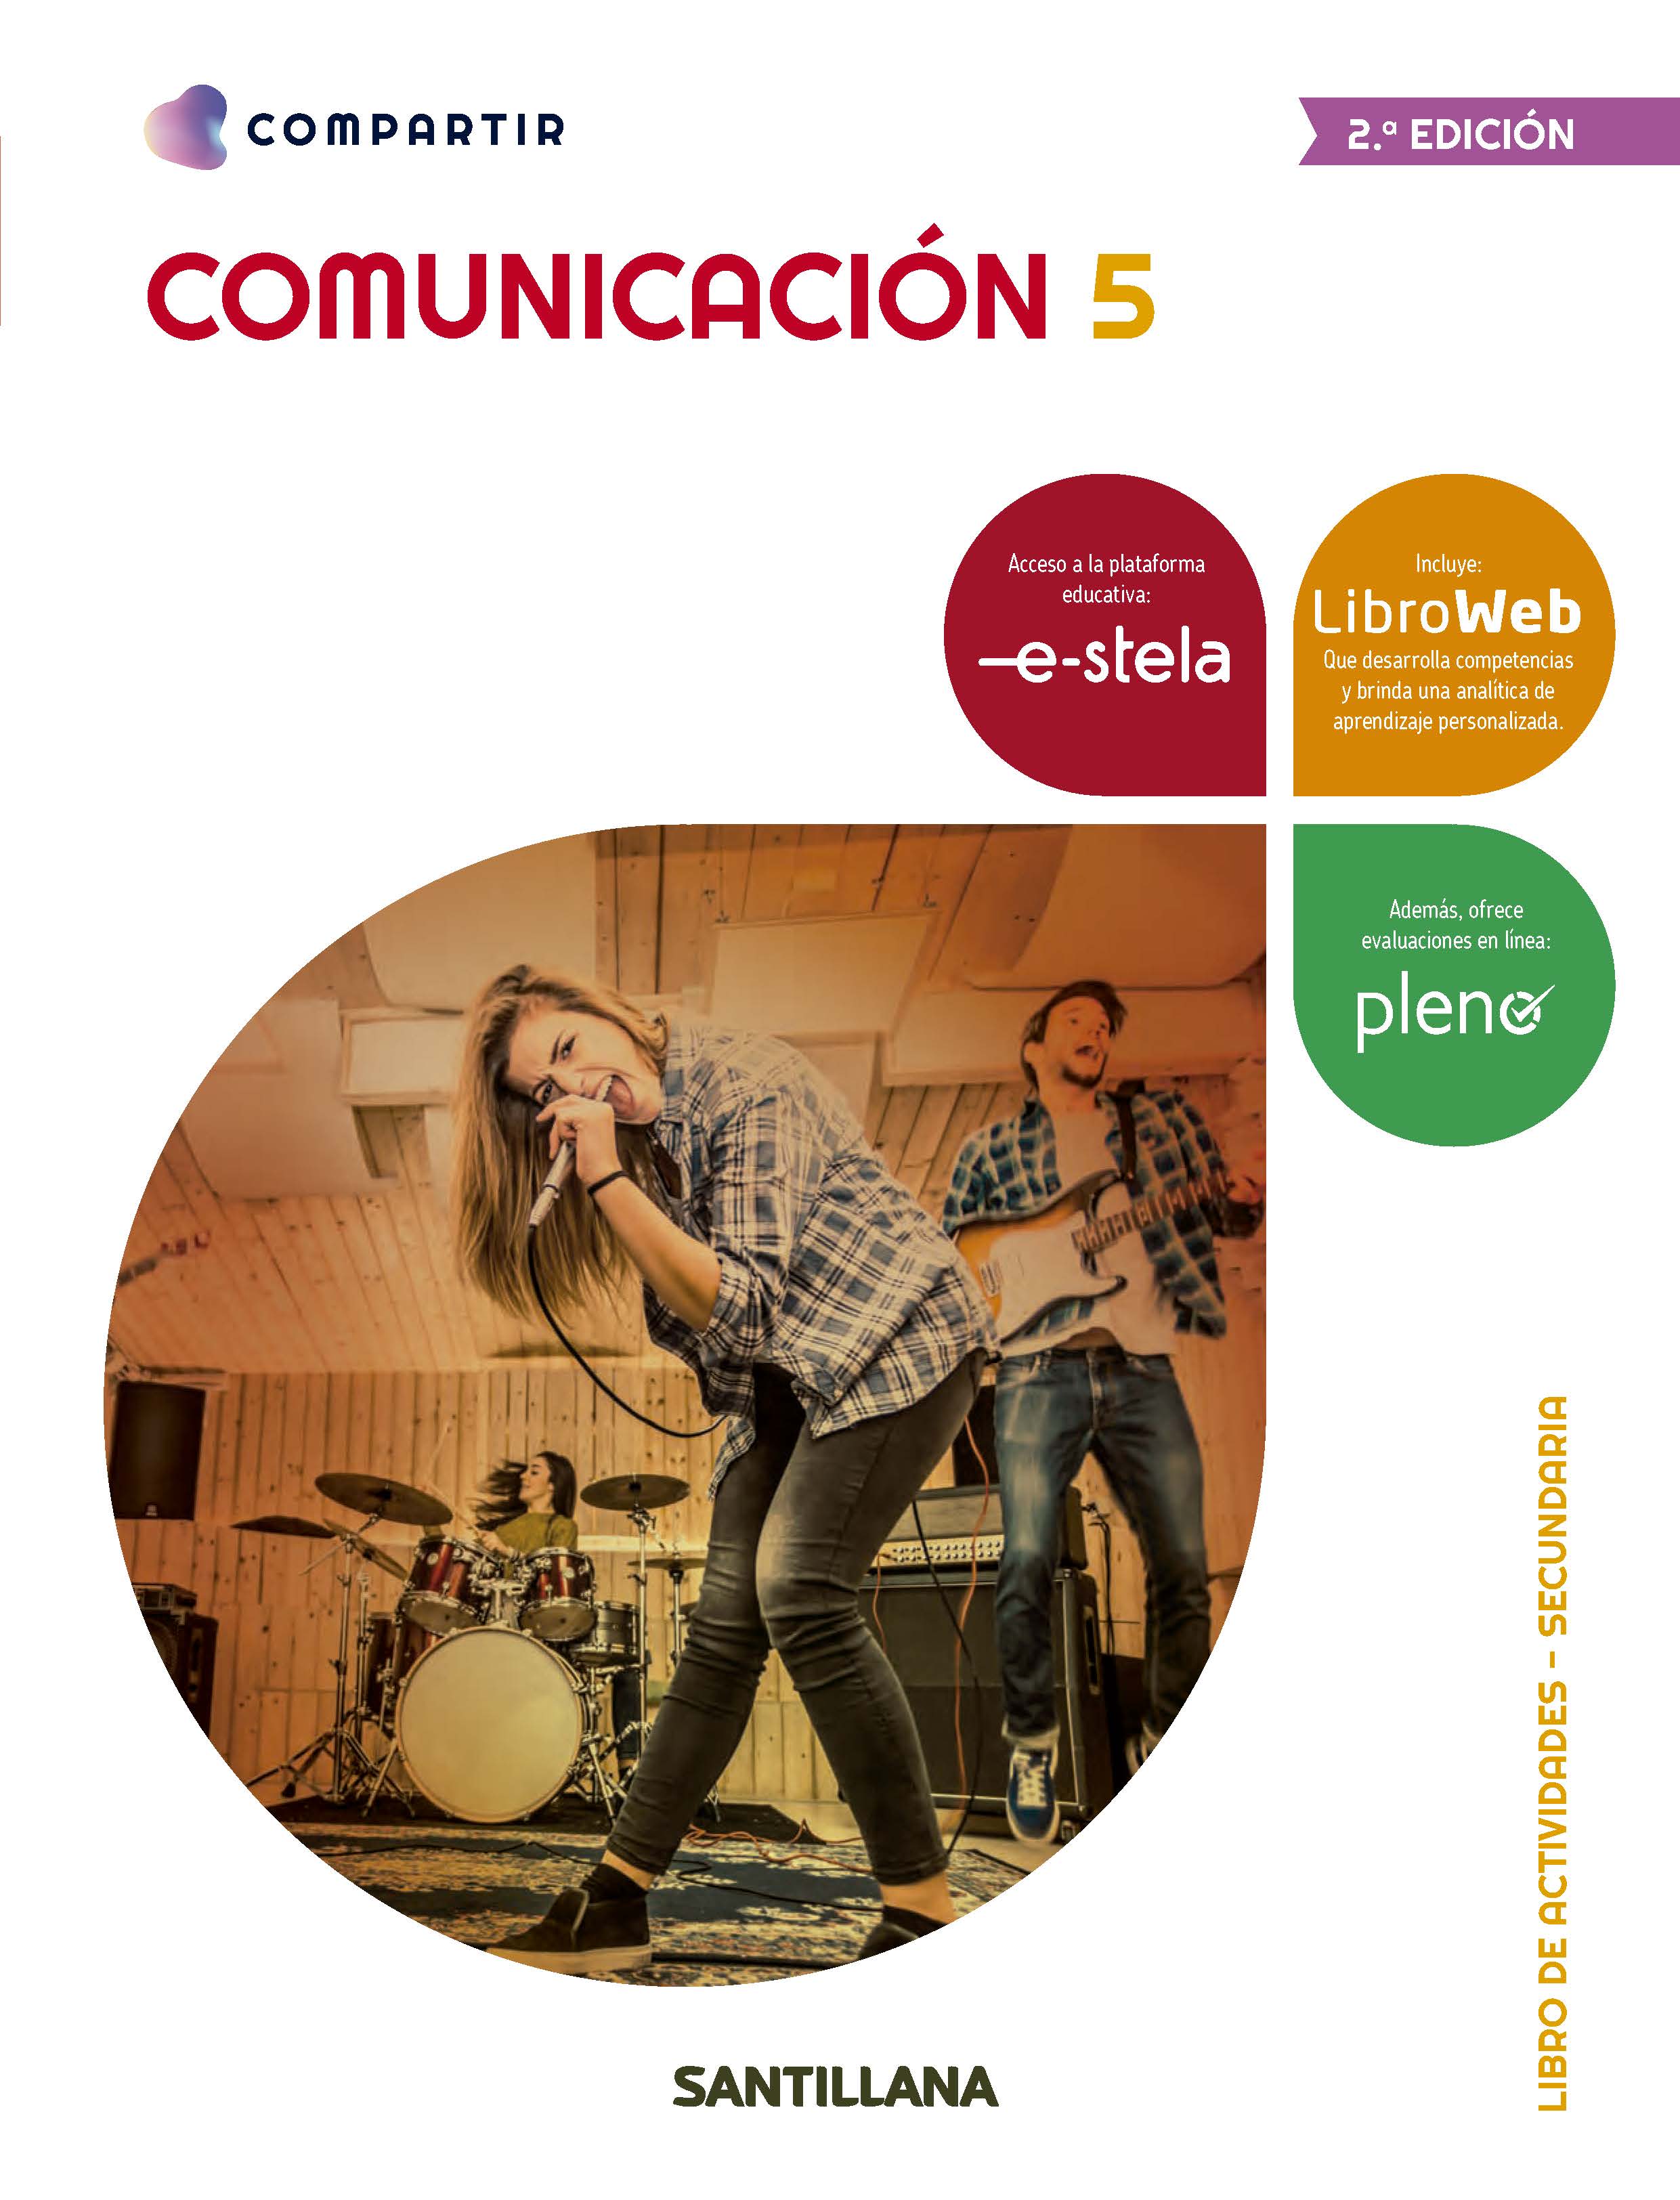 COMPARTIR
2.ª EDICIÓN
COMUNICACIÓN 5
Acceso a la plataforma
educativa:
e-stela
Incluye:
LibroWeb
Que desarrolla competencias
y brinda una analítica de
aprendizaje personalizada.
Además, ofrece
evaluaciones en línea:
pleno
LIBRO DE ACTIVIDADES – SECUNDARIA
SANTILLANA